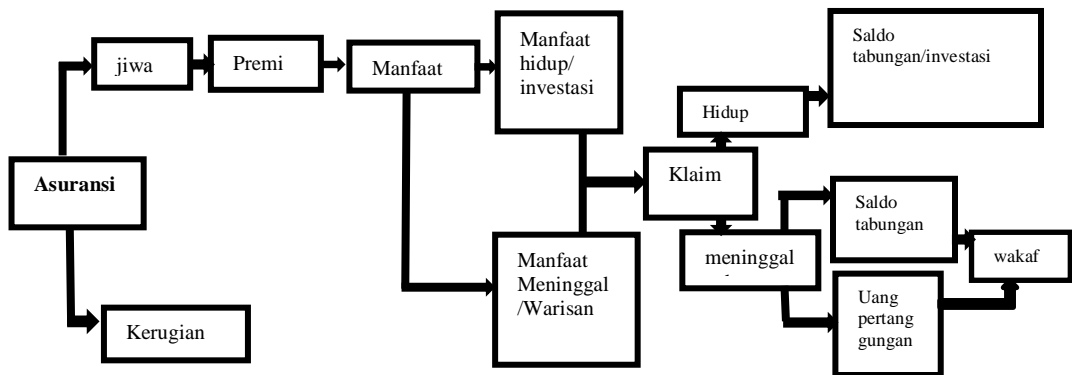 Asuransi
jiwa
Premi
Manfaat
Manfaat
hidup/
investasi
Manfaat
Meninggal
/Warisan
Klaim
Hidup
Saldo
tabungan/investasi
meninggal
Saldo
tabungan
Uang
pertang
gungan
wakaf
Kerugian